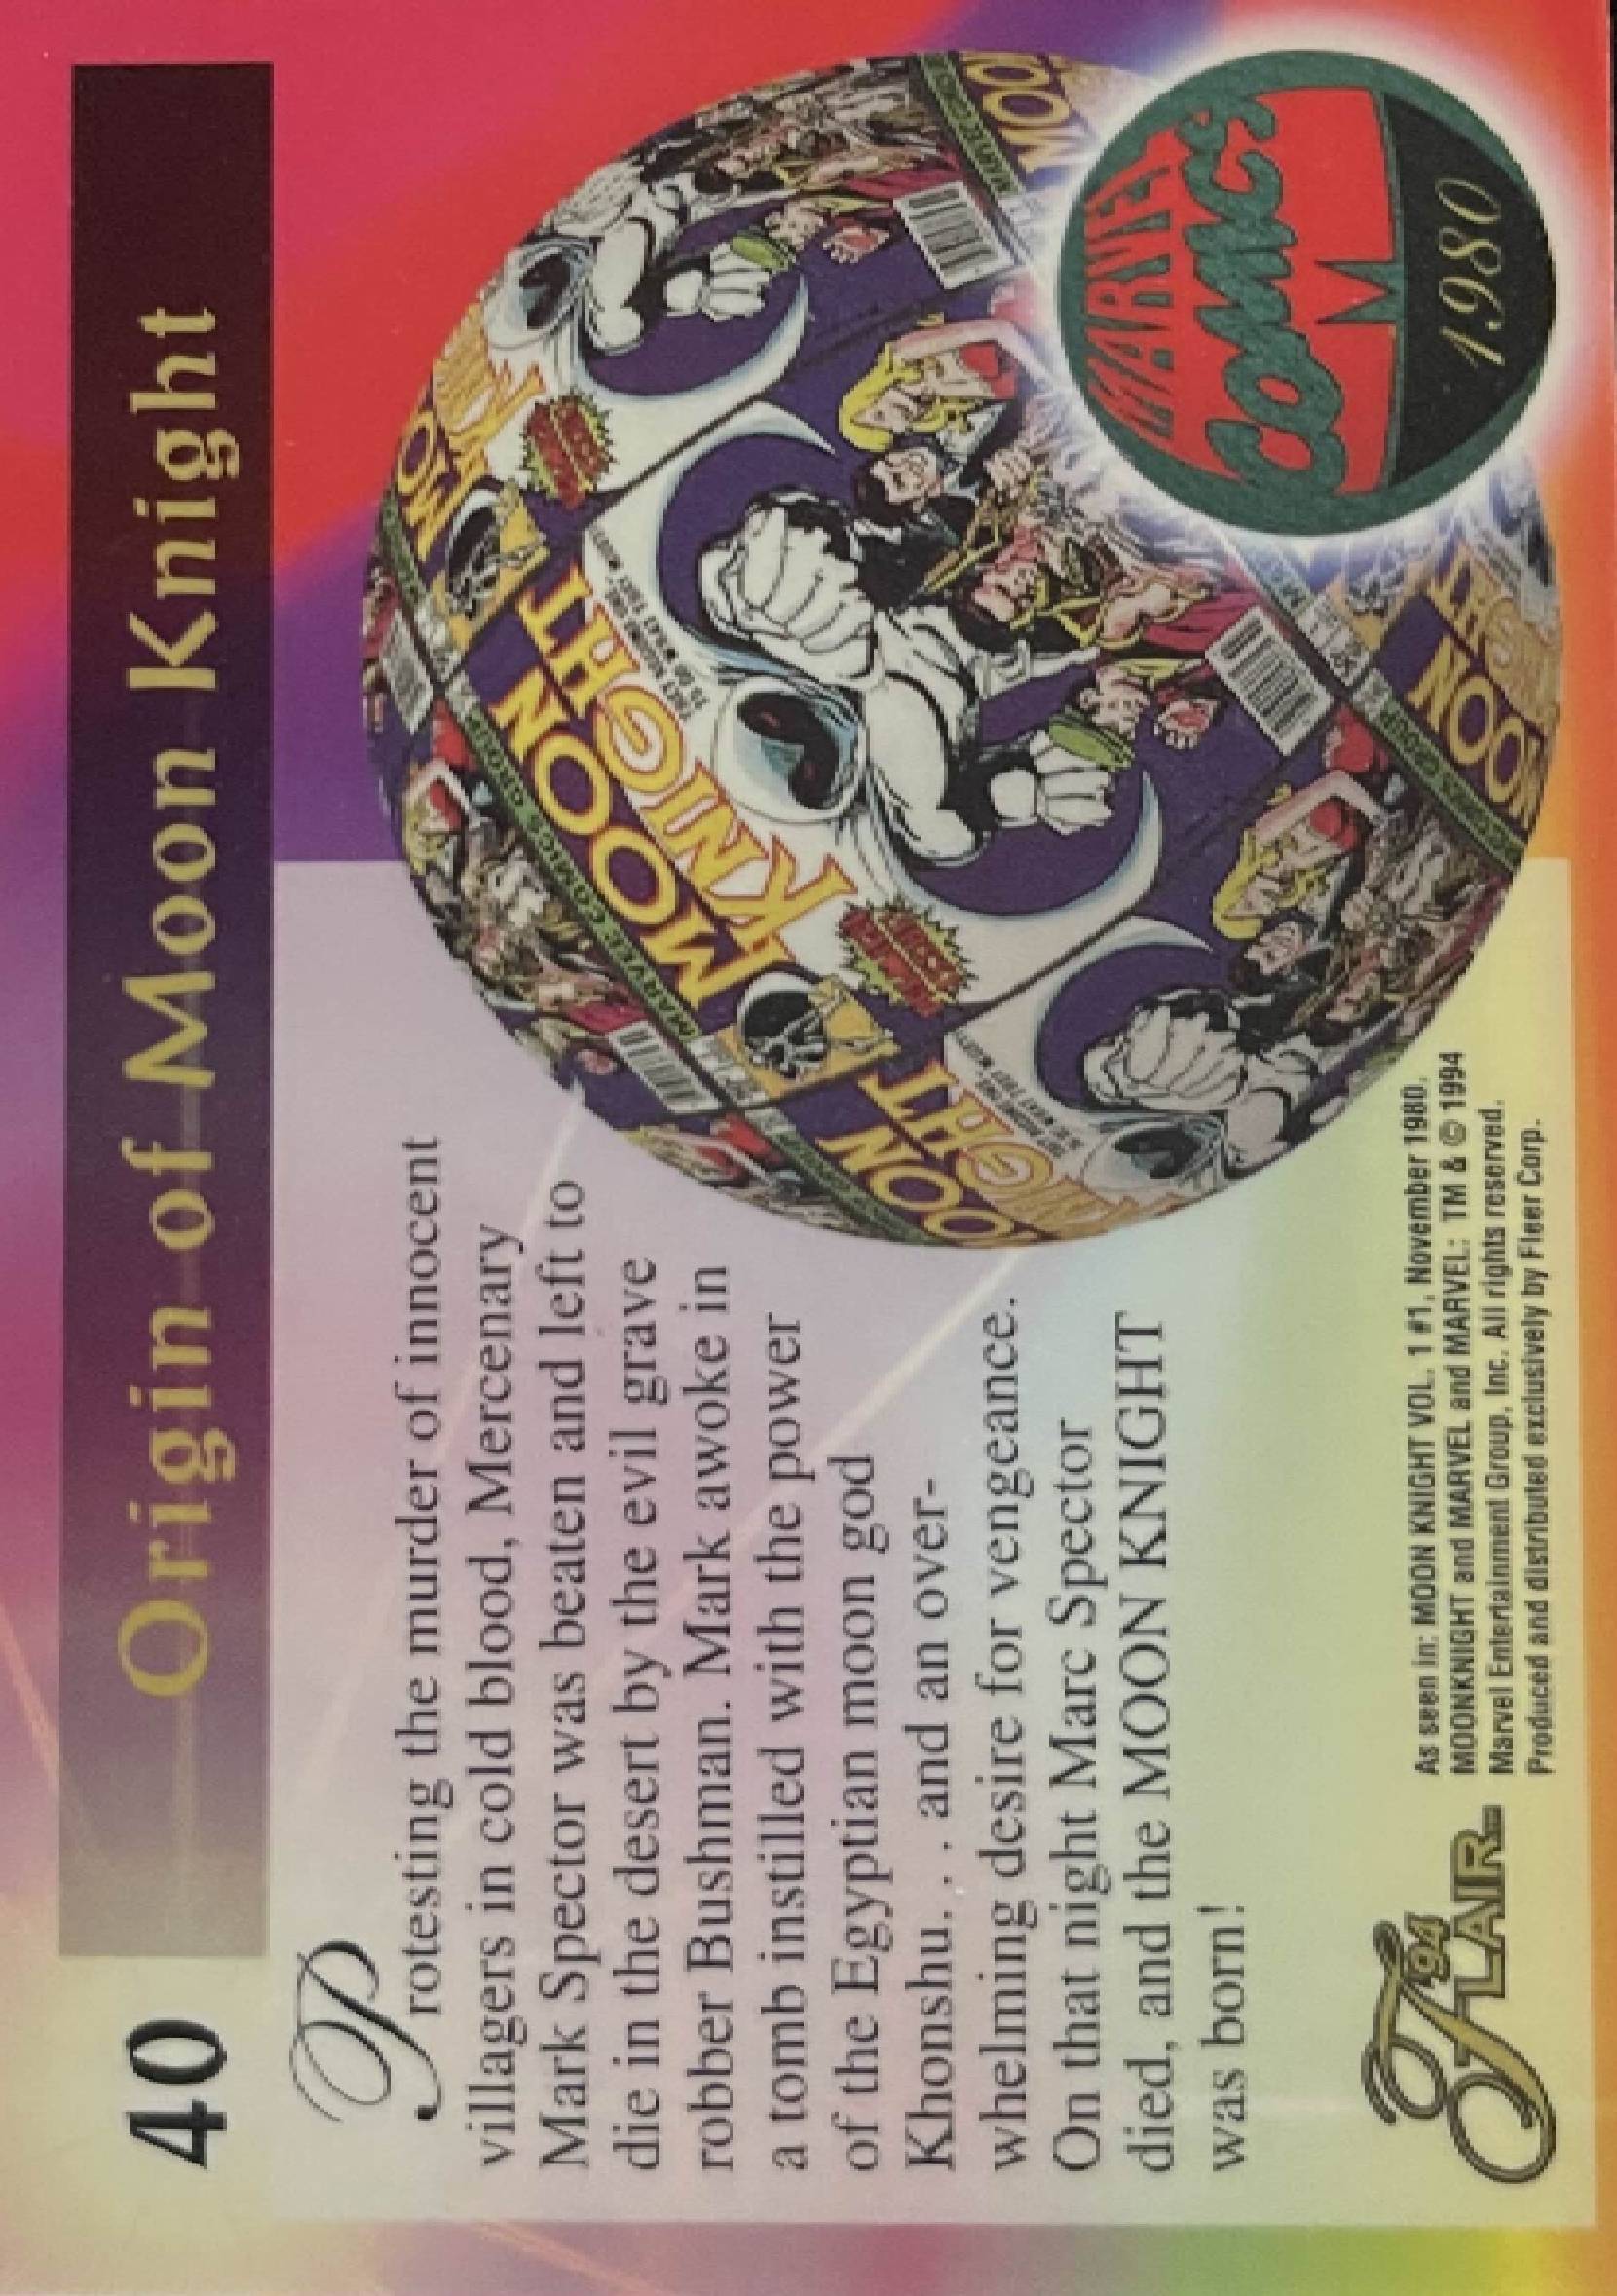 40
Origin of Moon Knight
Protesting the murder of innocent
villagers in cold blood, Mercenary
Mark Spector was beaten and left to
die in the desert by the evil grave
robber Bushman. Mark awoke in
a tomb instilled with the power
of the Egyptian moon god
Khonshu. . . and an over-
whelming desire for vengeance.
On that night Marc Spector
died, and the MOON KNIGHT
was born!
MARVEL COMICS GROUP
MOON
KNIGHT
MARVEL
COMICS
M
1980
'94
FLAIR
As seen in: MOON KNIGHT VOL. 1 #1, November 1980.
MOONKNIGHT and MARVEL and MARVEL: TM & © 1994
Marvel Entertainment Group, Inc. All rights reserved.
Produced and distributed exclusively by Fleer Corp.